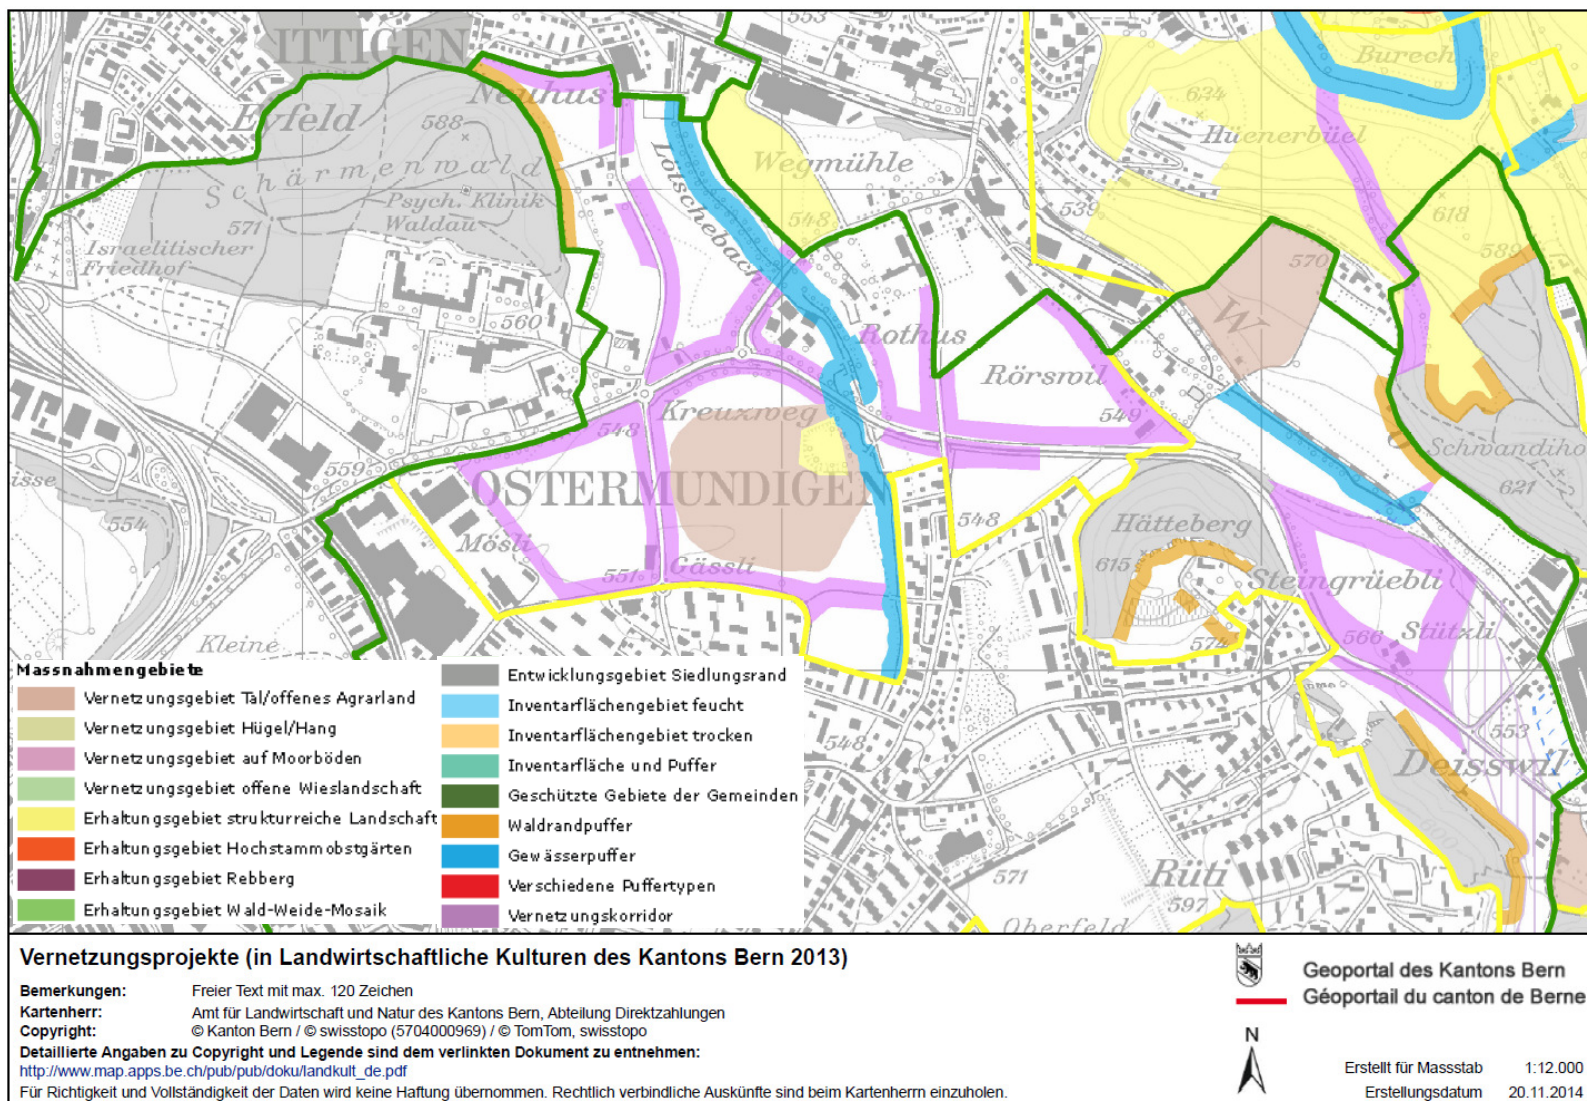 ITTIGEN
553
Burech
Neuhus
Eyfeld
588
624
Hüenerbüel
Wegmühle
Schärmenwald
Lötschebach
Psych. Klinik
Waldau
571
548
539
618
589
Israelitischer
Friedhof
570
560
W
Rothus
Rörswil
Kreuzweg
548
549
Schwandiho
559
isse
OSTERMUNDIGEN
621
554
Hätteberg
548
Mösli
615
551
Gässli
Steingrüebli
Kleine
574
566
Stützli
553
548
Deisswil
600
571
Rüti
597
Oberfeld
Massnahmengebiete
Vernetzungsgebiet Tal/offenes Agrarland
Vernetzungsgebiet Hügel/Hang
Vernetzungsgebiet auf Moorböden
Vernetzungsgebiet offene Wieslandschaft
Erhaltungsgebiet strukturreiche Landschaft
Erhaltungsgebiet Hochstammobstgärten
Erhaltungsgebiet Rebberg
Erhaltungsgebiet Wald-Weide-Mosaik
Entwicklungsgebiet Siedlungsrand
Inventarflächengebiet feucht
Inventarflächengebiet trocken
Inventarfläche und Puffer
Geschützte Gebiete der Gemeinden
Waldrandpuffer
Gewässerpuffer
Verschiedene Puffertypen
Vernetzungskorridor
Vernetzungsprojekte (in Landwirtschaftliche Kulturen des Kantons Bern 2013)
Bemerkungen: Freier Text mit max. 120 Zeichen
Kartenherr: Amt für Landwirtschaft und Natur des Kantons Bern, Abteilung Direktzahlungen
Copyright: © Kanton Bern / © swisstopo (5704000969) / © TomTom, swisstopo
Detaillierte Angaben zu Copyright und Legende sind dem verlinkten Dokument zu entnehmen:
http://www.map.apps.be.ch/pub/pub/doku/landkult_de.pdf
Für Richtigkeit und Vollständigkeit der Daten wird keine Haftung übernommen. Rechtlich verbindliche Auskünfte sind beim Kartenherrn einzuholen.
Geoportal des Kantons Bern
Géoportail du canton de Berne
N
Erstellt für Massstab 1:12.000
Erstellungsdatum 20.11.2014